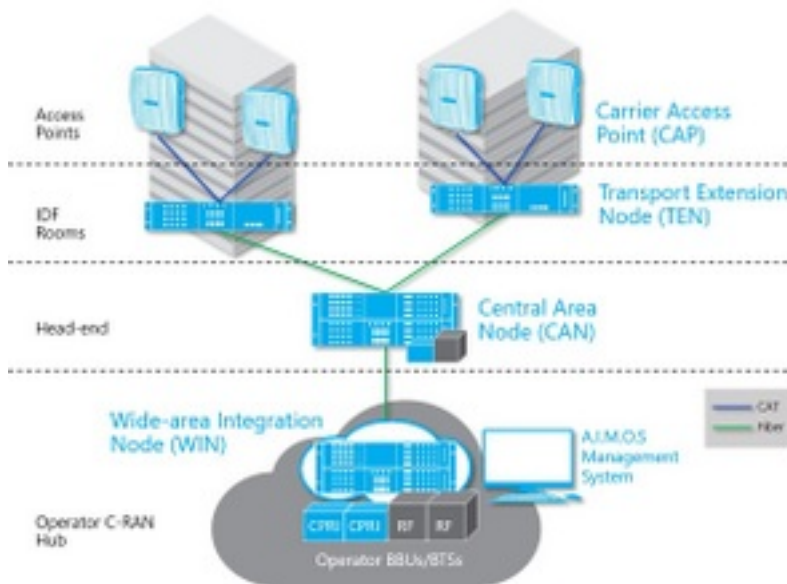 Access
Points
Carrier Access
Point (CAP)
IDF
Rooms
Transport Extension
Node (TEN)
Head-end
Central Area
Node (CAN)
Wide-area Integration
Node (WIN)
CAT
Fiber
A.I.M.O.S
Management
System
Operator C-RAN
Hub
CPRI CPRI RF RF
Operator BBUs/BTSs